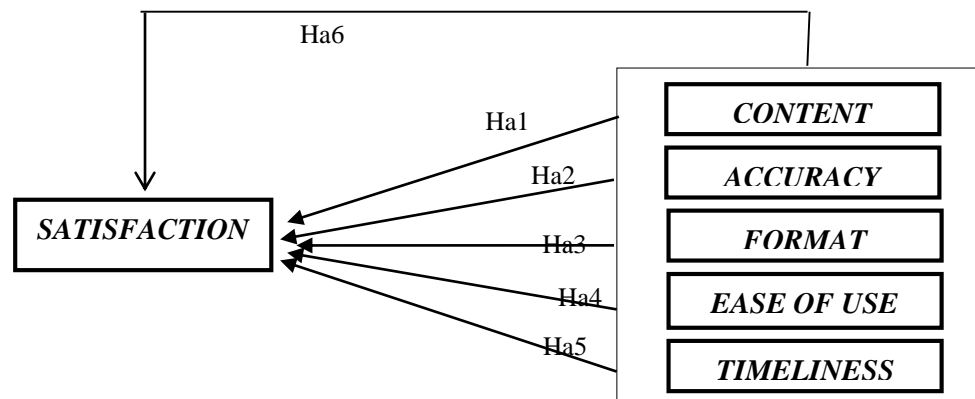 Ha6
CONTENT
Ha1
Ha2
ACCURACY
SATISFACTION
Ha3
FORMAT
Ha4
EASE OF USE
Ha5
TIMELINESS